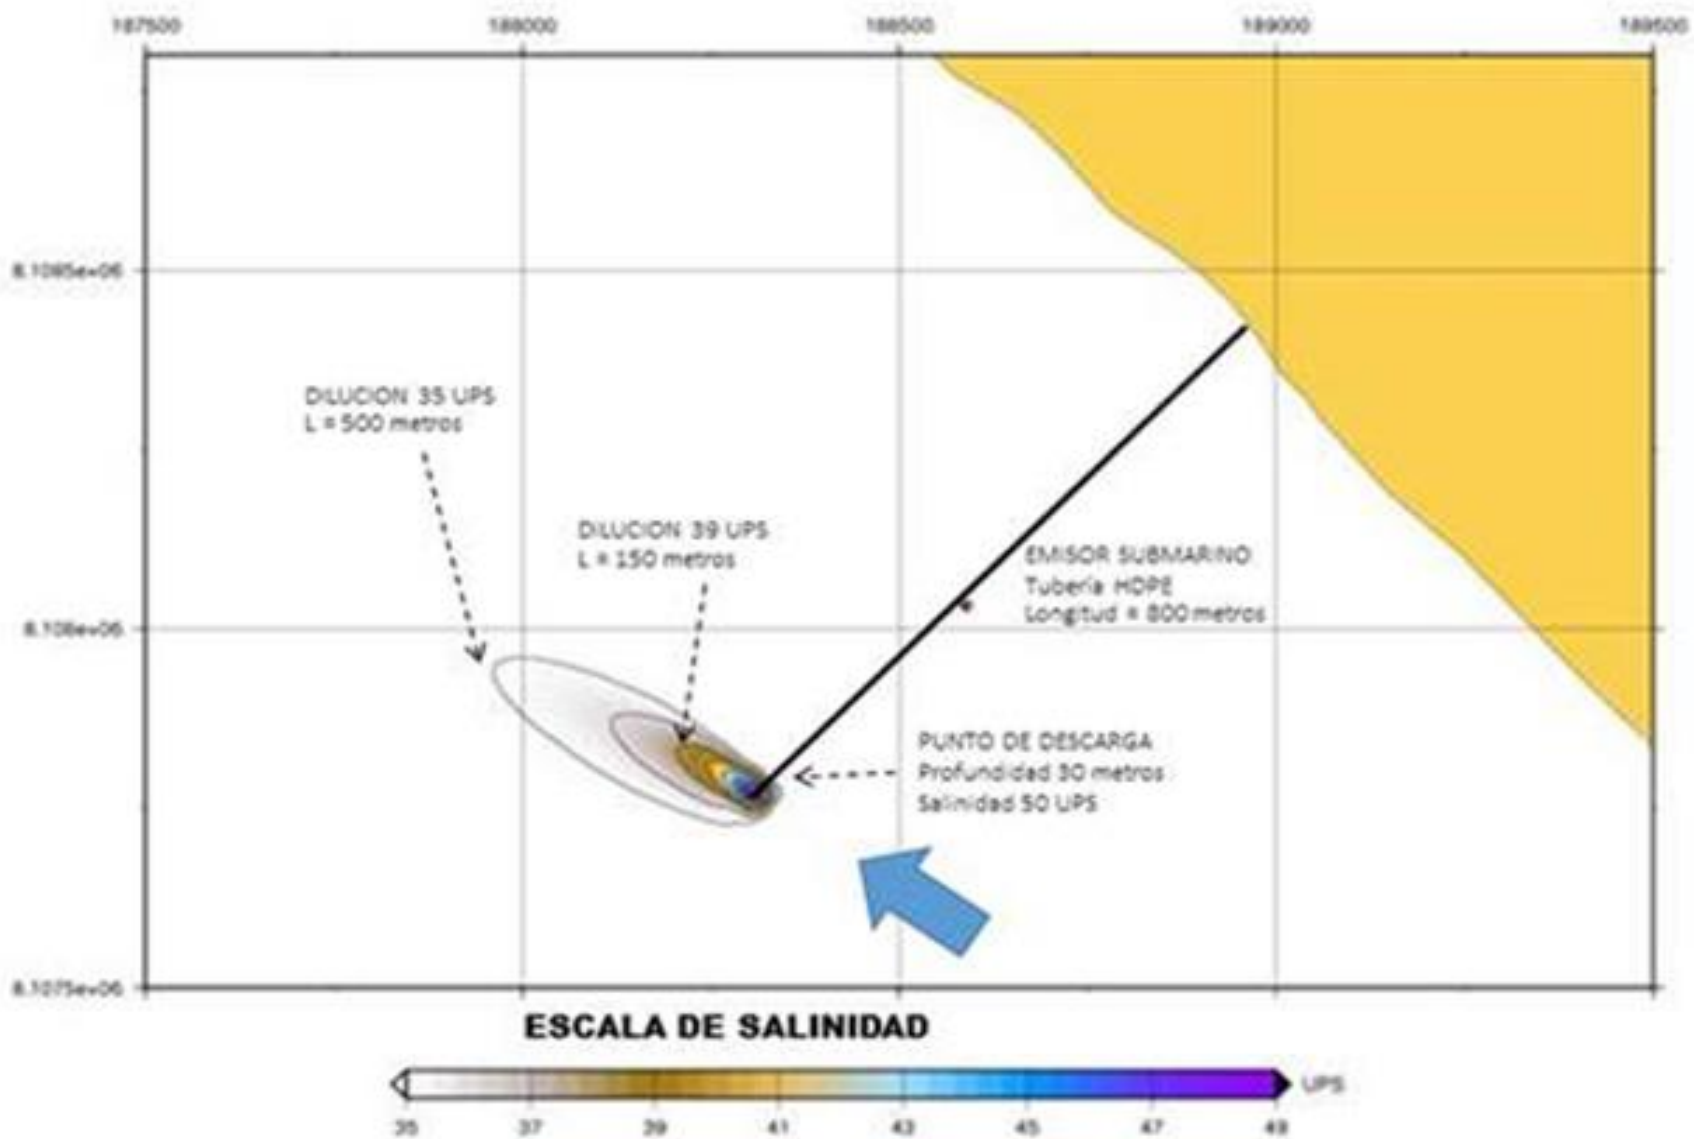 187500 188000 188500 189000 189500
8.1085e+06
DILUCION 35 UPS
L = 500 metros
DILUCION 39 UPS
L = 150 metros
EMISOR SUBMARINO
Tubería HDPE
Longitud = 800 metros
8.108e+06
PUNTO DE DESCARGA
Profundidad 30 metros
Salinidad 50 UPS
8.1075e+06
ESCALA DE SALINIDAD
UPS
35 37 39 41 43 45 47 49